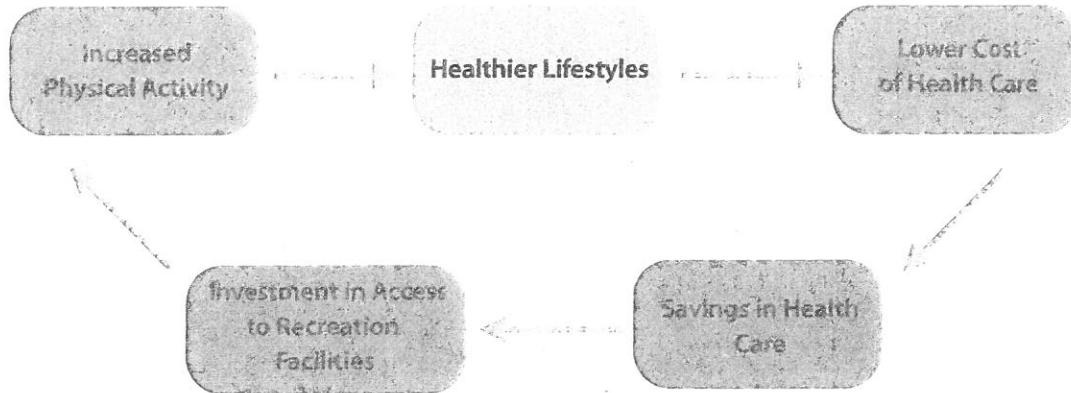 Increased
Physical Activity
Healthier Lifestyles
Lower Cost
of Health Care
Savings in Health
Care
Investment in Access
to Recreation
Facilities